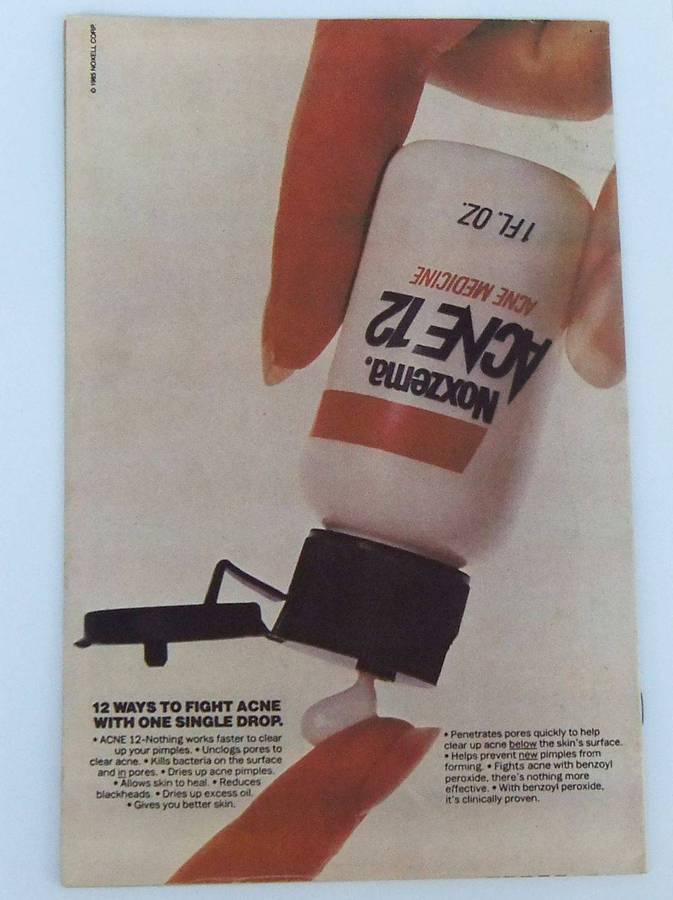 © 1985 NOXELL CORP.
1 FL. OZ.
ACNE MEDICINE
ACNE 12
Noxzema.
12 WAYS TO FIGHT ACNE
WITH ONE SINGLE DROP.
• ACNE 12-Nothing works faster to clear
up your pimples. • Unclogs pores to
clear acne. • Kills bacteria on the surface
and in pores. • Dries up acne pimples.
• Allows skin to heal. • Reduces
blackheads. • Dries up excess oil.
• Gives you better skin.
• Penetrates pores quickly to help
clear up acne below the skin's surface.
• Helps prevent new pimples from
forming. • Fights acne with benzoyl
peroxide, there's nothing more
effective. • With benzoyl peroxide,
it's clinically proven.